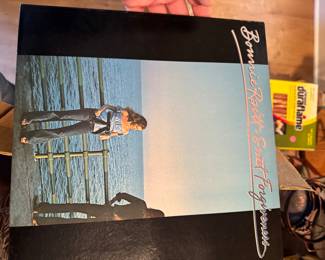 Bonnie Raitt Sweet Forgiveness
duraflame